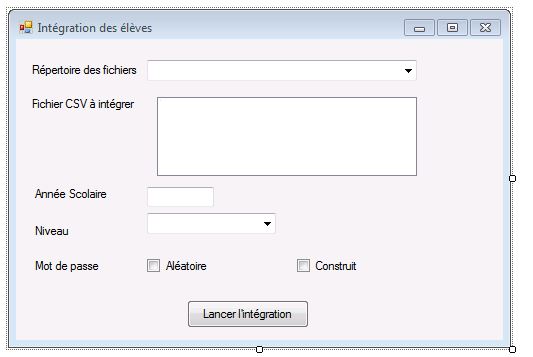 Intégration des élèves
Répertoire des fichiers
Fichier CSV à intégrer
Année Scolaire
Niveau
Mot de passe Aléatoire Construit
Lancer l'intégration